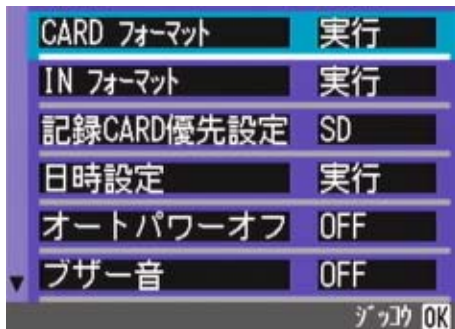 CARD フォーマット 実行
IN フォーマット 実行
記録CARD優先設定 SD
日時設定 実行
オートパワーオフ OFF
ブザー音 OFF
ジッコウ OK